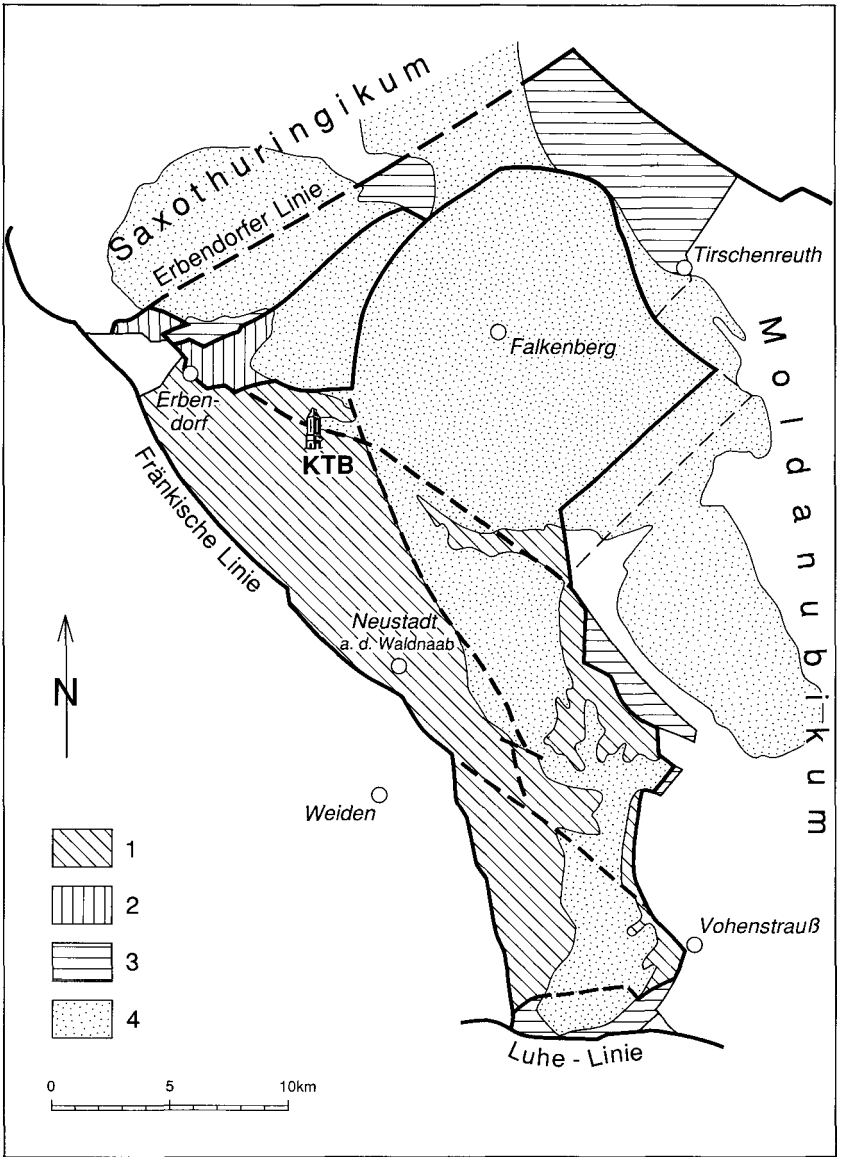 Saxothuringikum
Erbendorfer Linie
Tirschenreuth
Falkenberg
Moldanubikum
Erben-
dorf
KTB
Fränkische Linie
Neustadt
a. d. Waldnaab
N
Weiden
1
2
Vohenstrauß
3
4
Luhe - Linie
0 5 10km